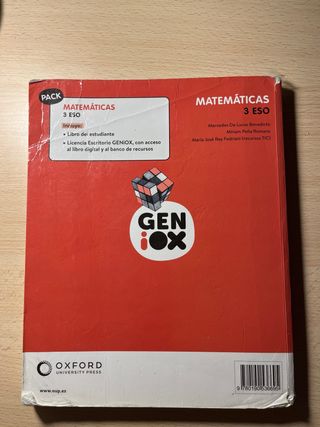 PACK
MATEMÁTICAS
3 ESO
Incluye:
• Libro del estudiante
• Licencia Escritorio GENIOX, con acceso
al libro digital y al banco de recursos
MATEMÁTICAS
3 ESO
Mercedes De Lucas Benedicto
Miriam Peña Romano
María José Rey Fedriani (recursos TIC)
GEN
iOX
OXFORD
UNIVERSITY PRESS
www.oup.es